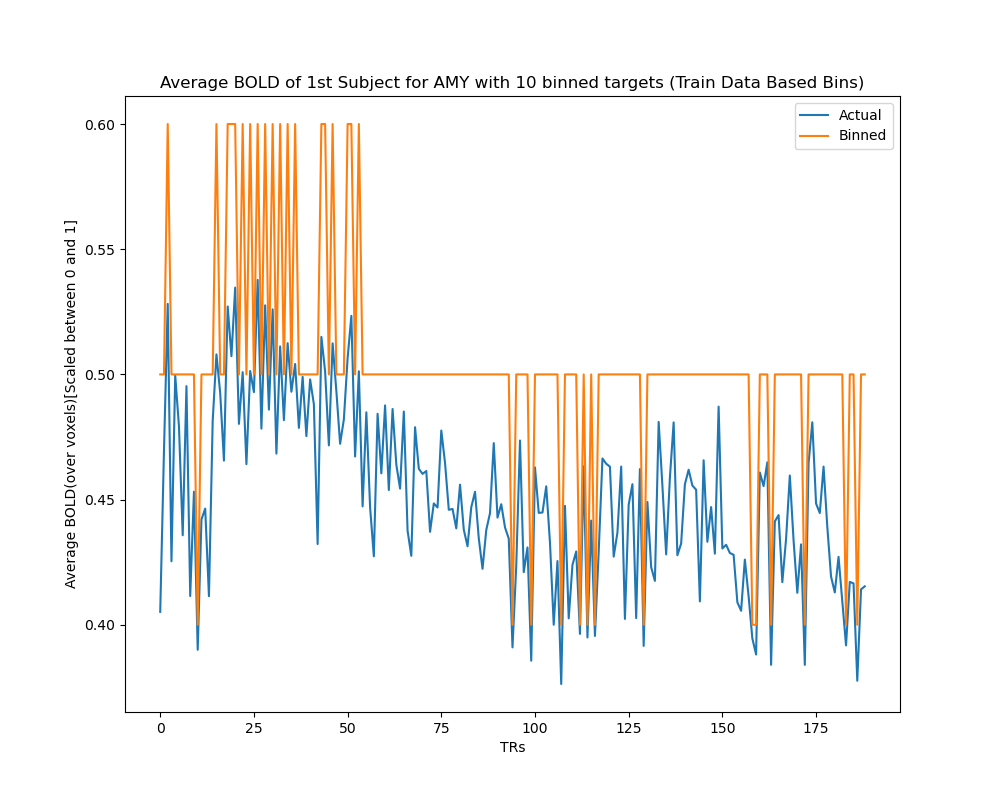 Average BOLD of 1st Subject for AMY with 10 binned targets (Train Data Based Bins)
Actual
Binned
Average BOLD(over voxels)[Scaled between 0 and 1]
0.60
0.55
0.50
0.45
0.40
0 25 50 75 100 125 150 175
TRs